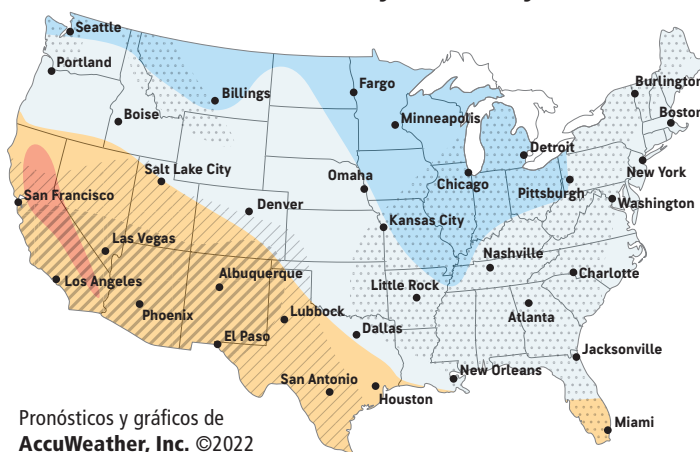 Seattle
Portland
Billings
Fargo
Burlington
Minneapolis
Boston
Boise
Detroit
Salt Lake City
Omaha
Chicago
New York
Pittsburgh
San Francisco
Denver
Washington
Kansas City
Las Vegas
Nashville
Albuquerque
Charlotte
Los Angeles
Little Rock
Phoenix
Lubbock
Atlanta
El Paso
Dallas
Jacksonville
San Antonio
New Orleans
Houston
Miami
Pronósticos y gráficos de
AccuWeather, Inc. ©2022